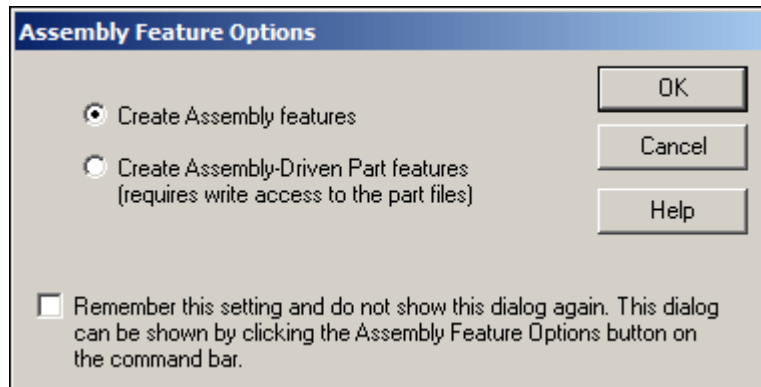 Assembly Feature Options
Create Assembly features
Create Assembly-Driven Part features
(requires write access to the part files)
OK
Cancel
Help
Remember this setting and do not show this dialog again. This dialog
can be shown by clicking the Assembly Feature Options button on
the command bar.